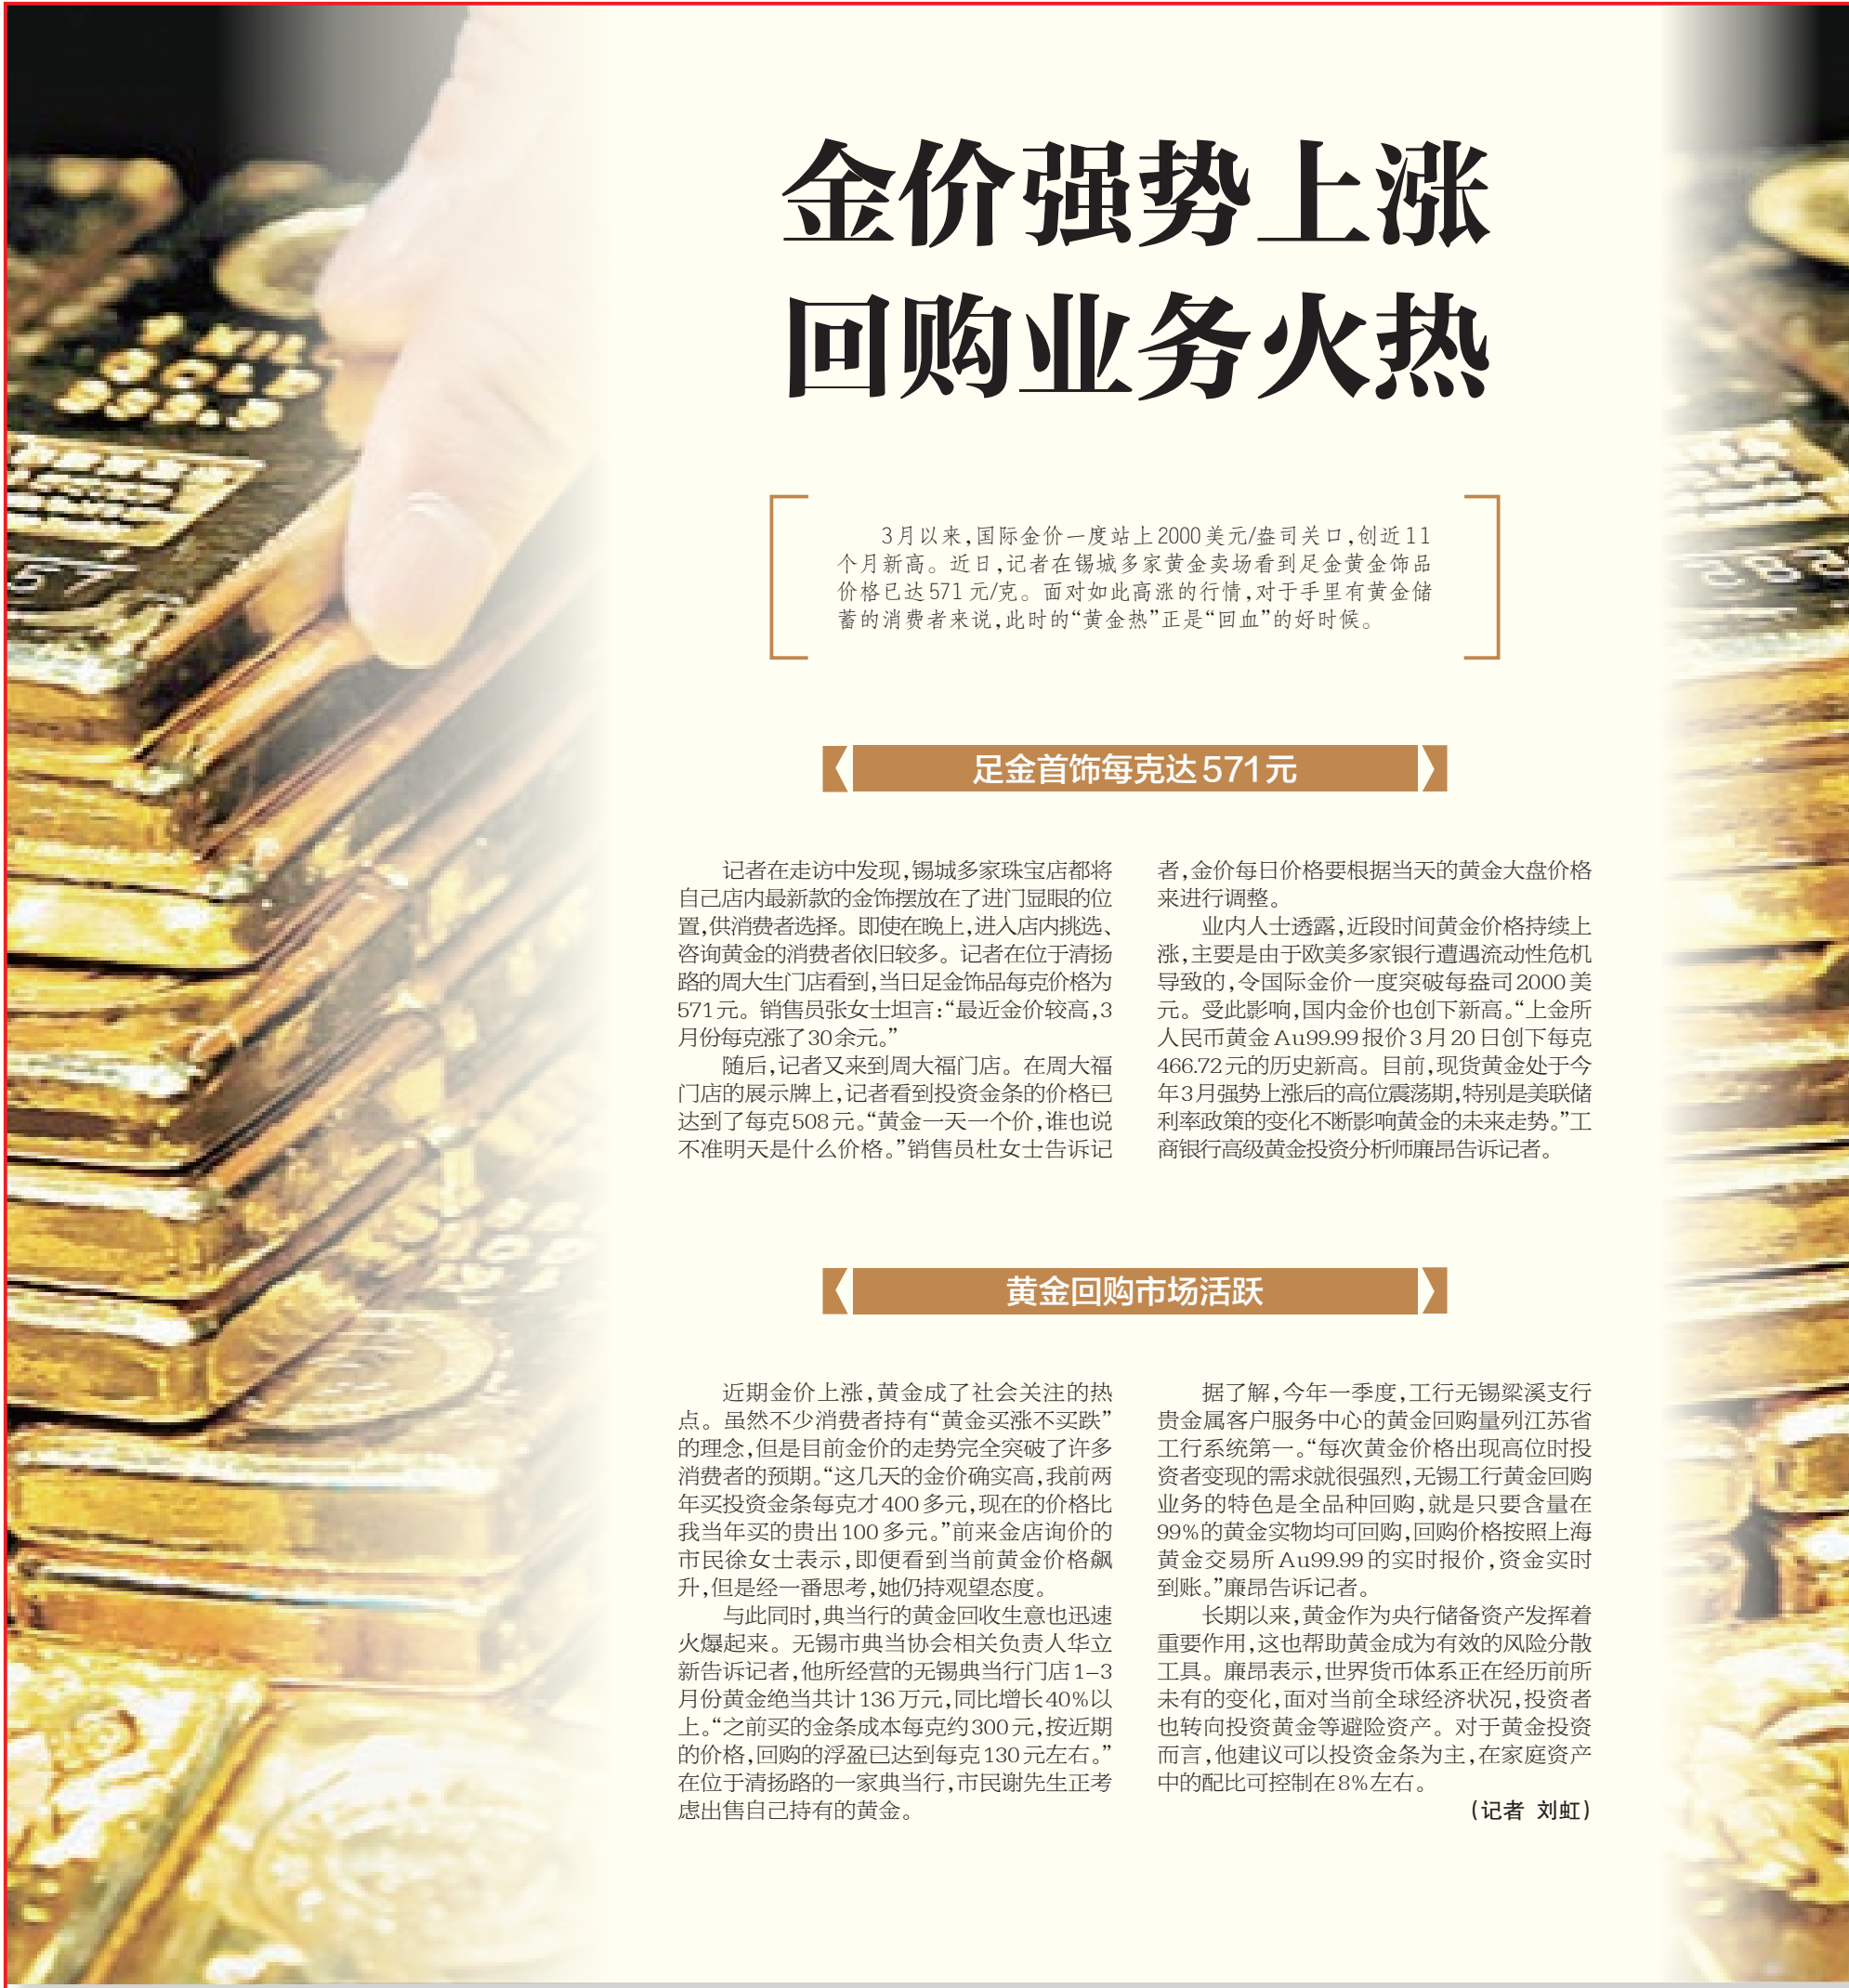 金价强势上涨
回购业务火热
3月以来,国际金价一度站上2000美元/盎司关口,创近11
个月新高。近日,记者在锡城多家黄金卖场看到足金黄金饰品
价格已达571元/克。面对如此高涨的行情,对于手里有黄金储
蓄的消费者来说,此时的“黄金热”正是“回血”的好时候。
足金首饰每克达571元
记者在走访中发现,锡城多家珠宝店都将
自己店内最新款的金饰摆放在了进门显眼的位
置,供消费者选择。即使在晚上,进入店内挑选、
咨询黄金的消费者依旧较多。记者在位于清扬
路的周大生门店看到,当日足金饰品每克价格为
571元。销售员张女士坦言:“最近金价较高,3
月份每克涨了30余元。”
随后,记者又来到周大福门店。在周大福
门店的展示牌上,记者看到投资金条的价格已
达到了每克508元。“黄金一天一个价,谁也说
不准明天是什么价格。”销售员杜女士告诉记
者,金价每日价格要根据当天的黄金大盘价格
来进行调整。
业内人士透露,近段时间黄金价格持续上
涨,主要是由于欧美多家银行遭遇流动性危机
导致的,令国际金价一度突破每盎司2000美
元。受此影响,国内金价也创下新高。“上金所
人民币黄金Au99.99报价3月20日创下每克
466.72元的历史新高。目前,现货黄金处于今
年3月强势上涨后的高位震荡期,特别是美联储
利率政策的变化不断影响黄金的未来走势。”工
商银行高级黄金投资分析师廉昂告诉记者。
黄金回购市场活跃
近期金价上涨,黄金成了社会关注的热
点。虽然不少消费者持有“黄金买涨不买跌”
的理念,但是目前金价的走势完全突破了许多
消费者的预期。“这几天的金价确实高,我前两
年买投资金条每克才400多元,现在的价格比
我当年买的贵出100多元。”前来金店询价的
市民徐女士表示,即便看到当前黄金价格飙
升,但是经一番思考,她仍持观望态度。
与此同时,典当行的黄金回收生意也迅速
火爆起来。无锡市典当协会相关负责人华立
新告诉记者,他所经营的无锡典当行门店1-3
月份黄金绝当共计136万元,同比增长40%以
上。“之前买的金条成本每克约300元,按近期
的价格,回购的浮盈已达到每克130元左右。”
在位于清扬路的一家典当行,市民谢先生正考
虑出售自己持有的黄金。
据了解,今年一季度,工行无锡梁溪支行
贵金属客户服务中心的黄金回购量列江苏省
工行系统第一。“每次黄金价格出现高位时投
资者变现的需求就很强烈,无锡工行黄金回购
业务的特色是全品种回购,就是只要含量在
99%的黄金实物均可回购,回购价格按照上海
黄金交易所Au99.99的实时报价,资金实时
到账。”廉昂告诉记者。
长期以来,黄金作为央行储备资产发挥着
重要作用,这也帮助黄金成为有效的风险分散
工具。廉昂表示,世界货币体系正在经历前所
未有的变化,面对当前全球经济状况,投资者
也转向投资黄金等避险资产。对于黄金投资
而言,他建议可以投资金条为主,在家庭资产
中的配比可控制在8%左右。
(记者 刘虹)